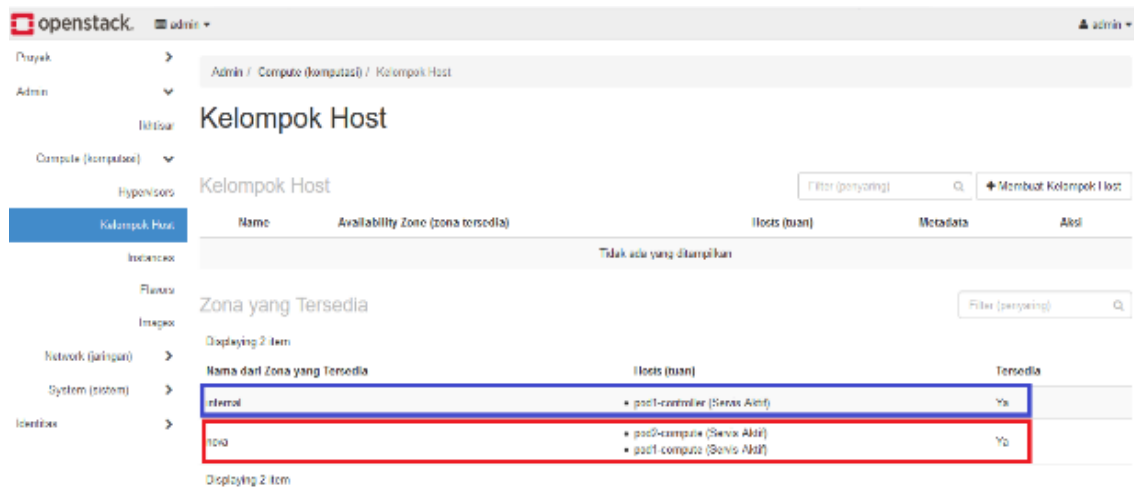 openstack. admin admin
Proyek
Admin
Ikhtisar
Compute (komputasi)
Hypervisors
Kelompok Host
Instances
Flavors
Images
Network (jaringan)
System (sistem)
Identitas
Admin / Compute (komputasi) / Kelompok Host
Kelompok Host
Kelompok Host Filter (penyaring) + Membuat Kelompok Host
Name Availability Zone (zona tersedia) Hosts (tuan) Metadata Aksi
Tidak ada yang ditampilkan
Zona yang Tersedia Filter (penyaring)
Displaying 2 item
Nama dari Zona yang Tersedia Hosts (tuan) Tersedia
internal • pod1-controller (Servis Aktif) Ya
nova • pod2-compute (Servis Aktif) Ya
• pod1-compute (Servis Aktif)
Displaying 2 item